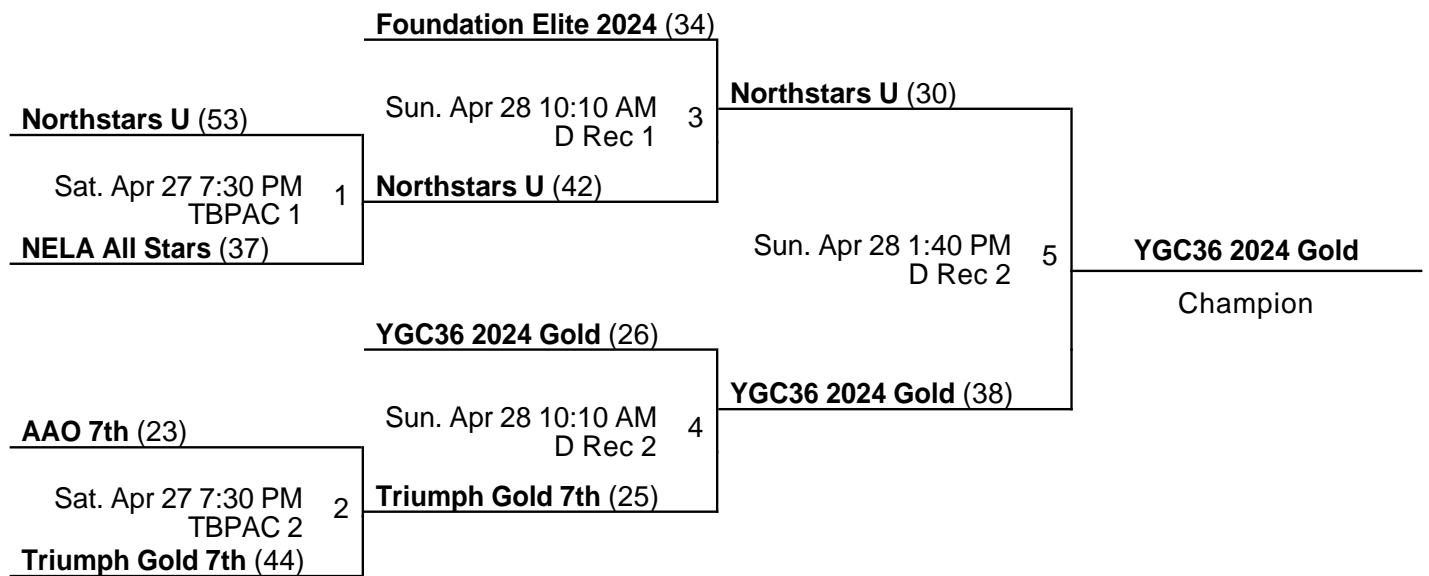 Foundation Elite 2024 (34)
Northstars U (53)
Sun. Apr 28 10:10 AM
D Rec 1
3
Northstars U (30)
Sat. Apr 27 7:30 PM
TBPAC 1
1
Northstars U (42)
NELA All Stars (37)
Sun. Apr 28 1:40 PM
D Rec 2
5
YGC36 2024 Gold
Champion
YGC36 2024 Gold (26)
AAO 7th (23)
Sun. Apr 28 10:10 AM
D Rec 2
4
YGC36 2024 Gold (38)
Sat. Apr 27 7:30 PM
TBPAC 2
2
Triumph Gold 7th (25)
Triumph Gold 7th (44)